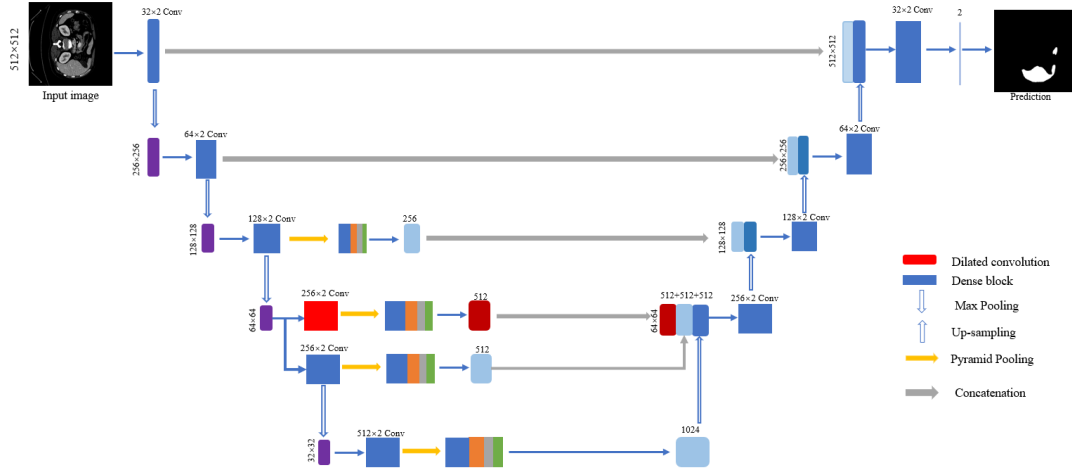 512×512
Input image
32×2 Conv
512×512
32×2 Conv
2
Prediction
256×256
64×2 Conv
256×256
64×2 Conv
128×128
128×2 Conv
256
128×128
128×2 Conv
64×64
256×2 Conv
512
64×64
512+512+512
256×2 Conv
256×2 Conv
512
32×32
512×2 Conv
1024
Dilated convolution
Dense block
Max Pooling
Up-sampling
Pyramid Pooling
Concatenation